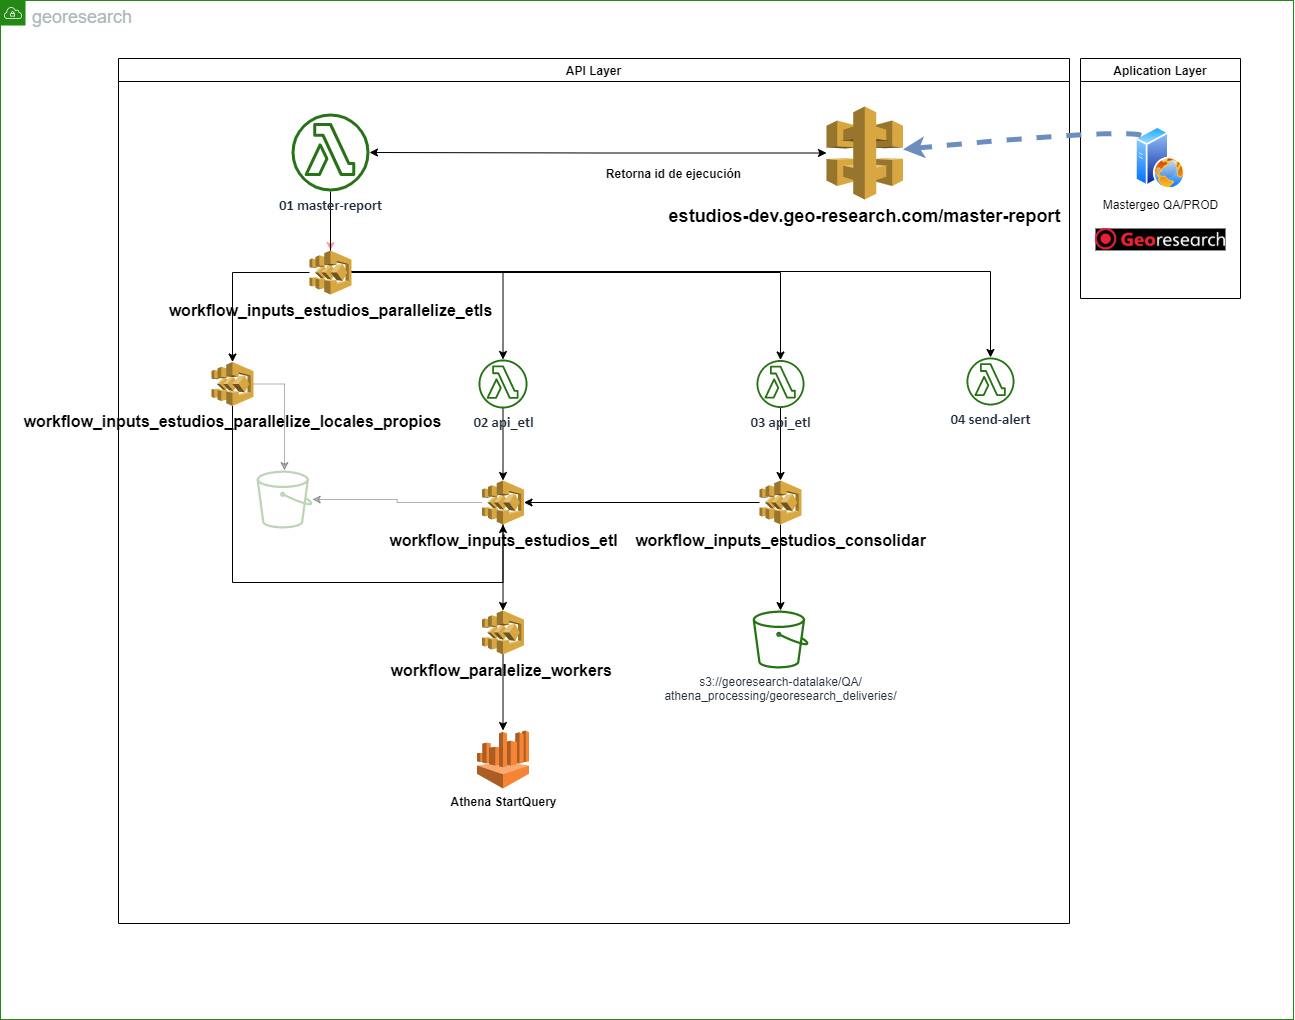 georesearch
API Layer
Aplication Layer
Retorna id de ejecución
01 master-report
estudios-dev.geo-research.com/master-report
Mastergeo QA/PROD
Georesearch
workflow_inputs_estudios_parallelize_etls
workflow_inputs_estudios_parallelize_locales_propios
02 api_etl
03 api_etl
04 send-alert
workflow_inputs_estudios_etl
workflow_inputs_estudios_consolidar
workflow_paralelize_workers
s3://georesearch-datalake/QA/
athena_processing/georesearch_deliveries/
Athena StartQuery